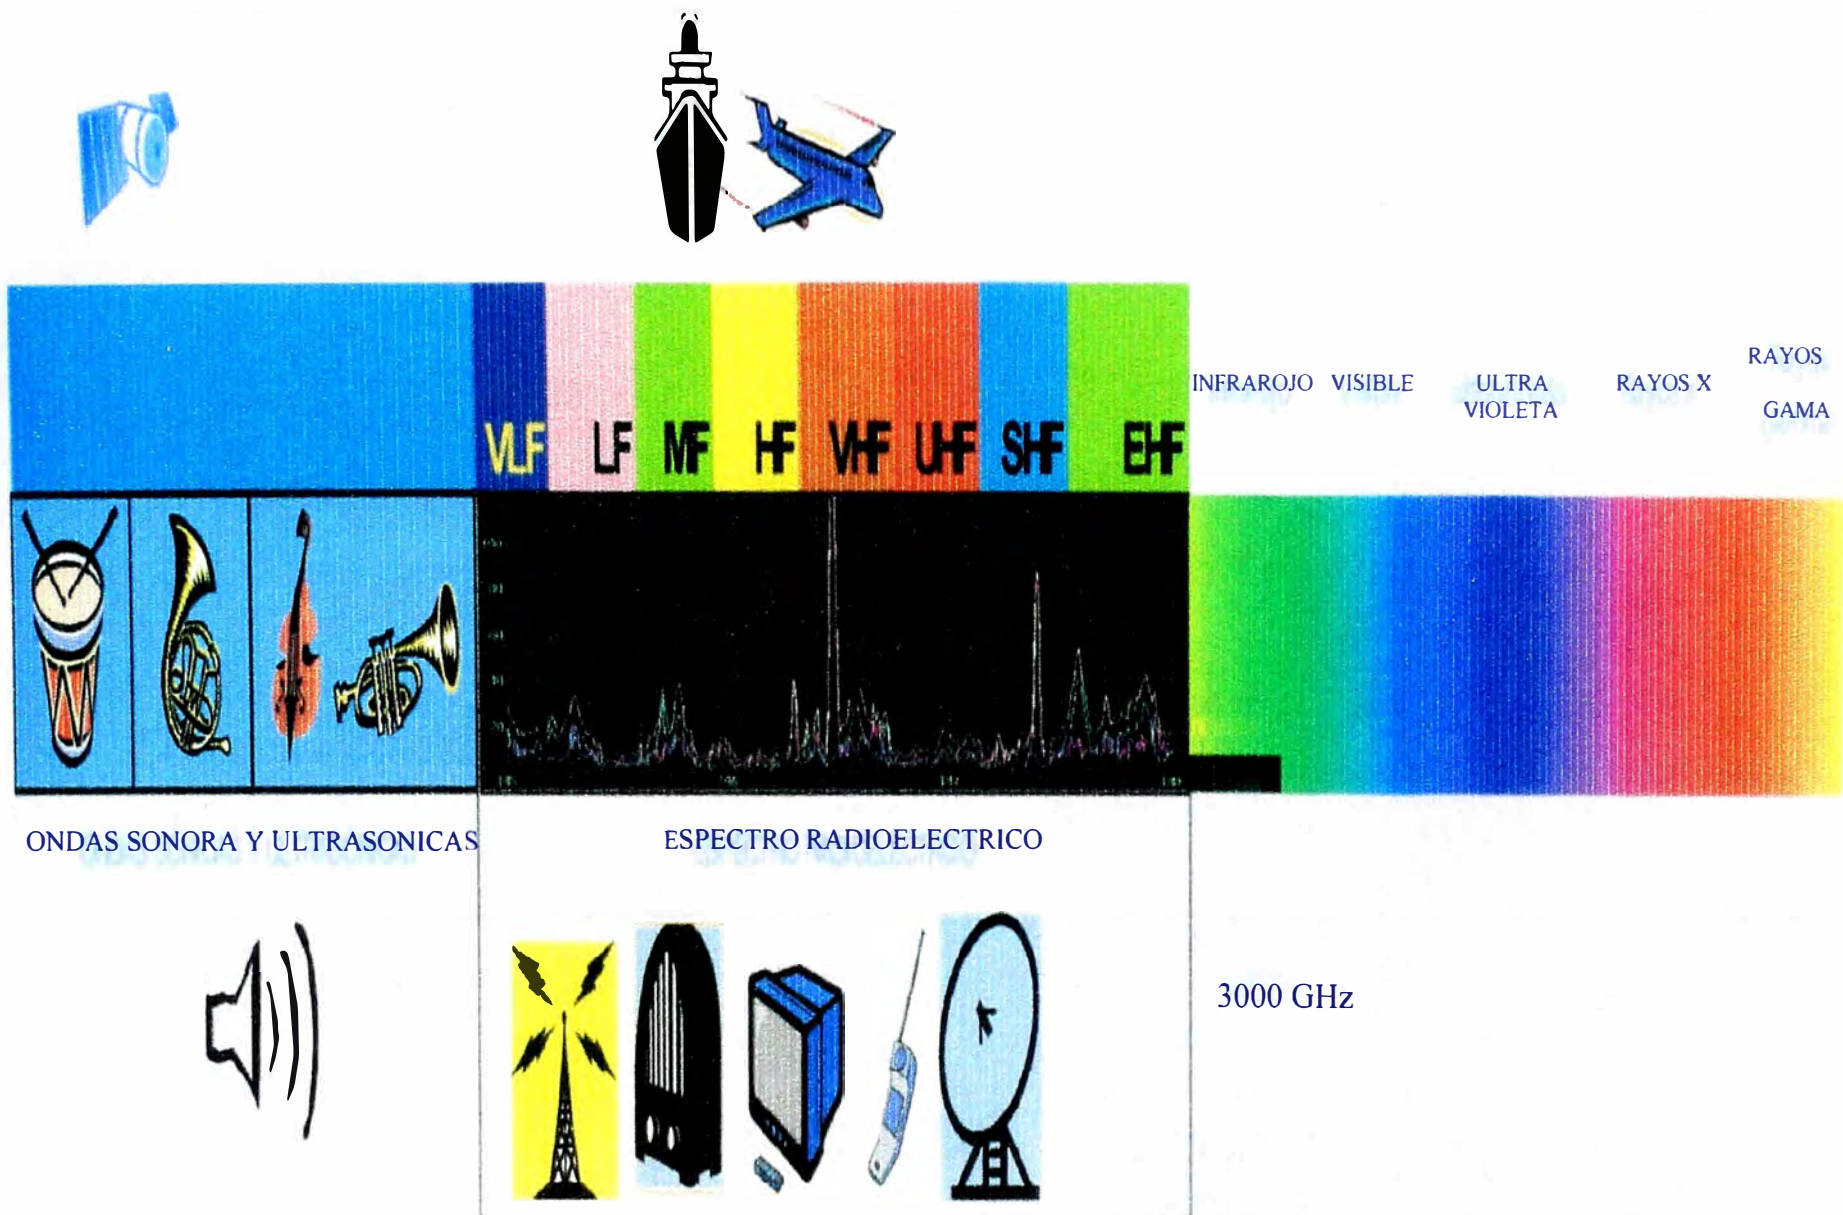 VLF LF MF HF VHF UHF SHF EHF
INFRAROJO VISIBLE ULTRA VIOLETA RAYOS X RAYOS GAMA
ONDAS SONORA Y ULTRASONICAS
ESPECTRO RADIOELECTRICO
3000 GHz